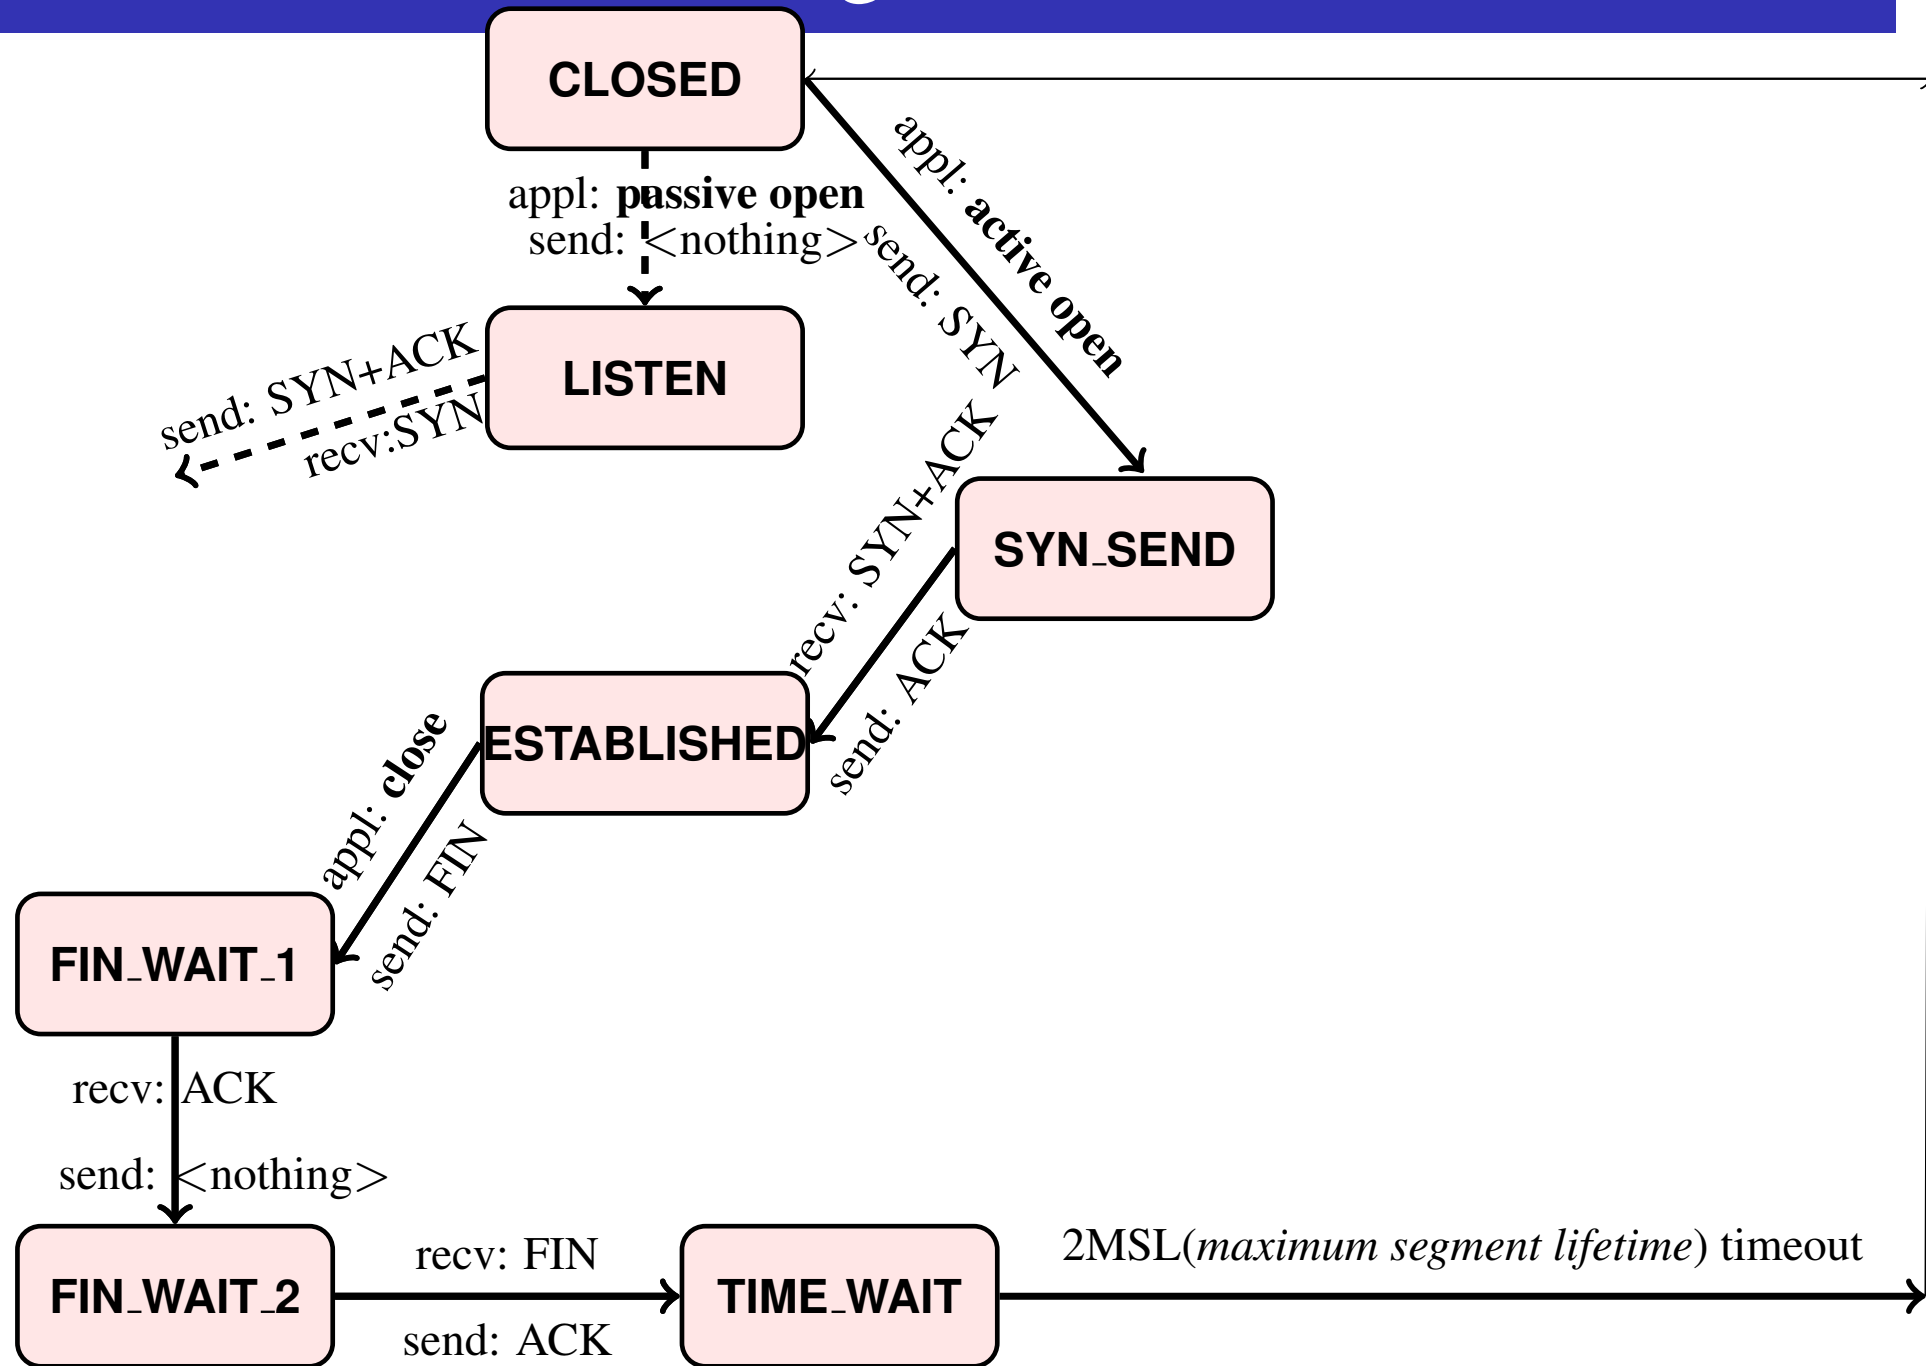 CLOSED
appl: passive open
send: <nothing>
appl: active open
send: SYN
LISTEN
send: SYN+ACK
recv:SYN
SYN_SEND
recv: SYN+ACK
send: ACK
ESTABLISHED
appl: close
send: FIN
FIN_WAIT_1
recv: ACK
send: <nothing>
FIN_WAIT_2
recv: FIN
send: ACK
TIME_WAIT
2MSL(maximum segment lifetime) timeout